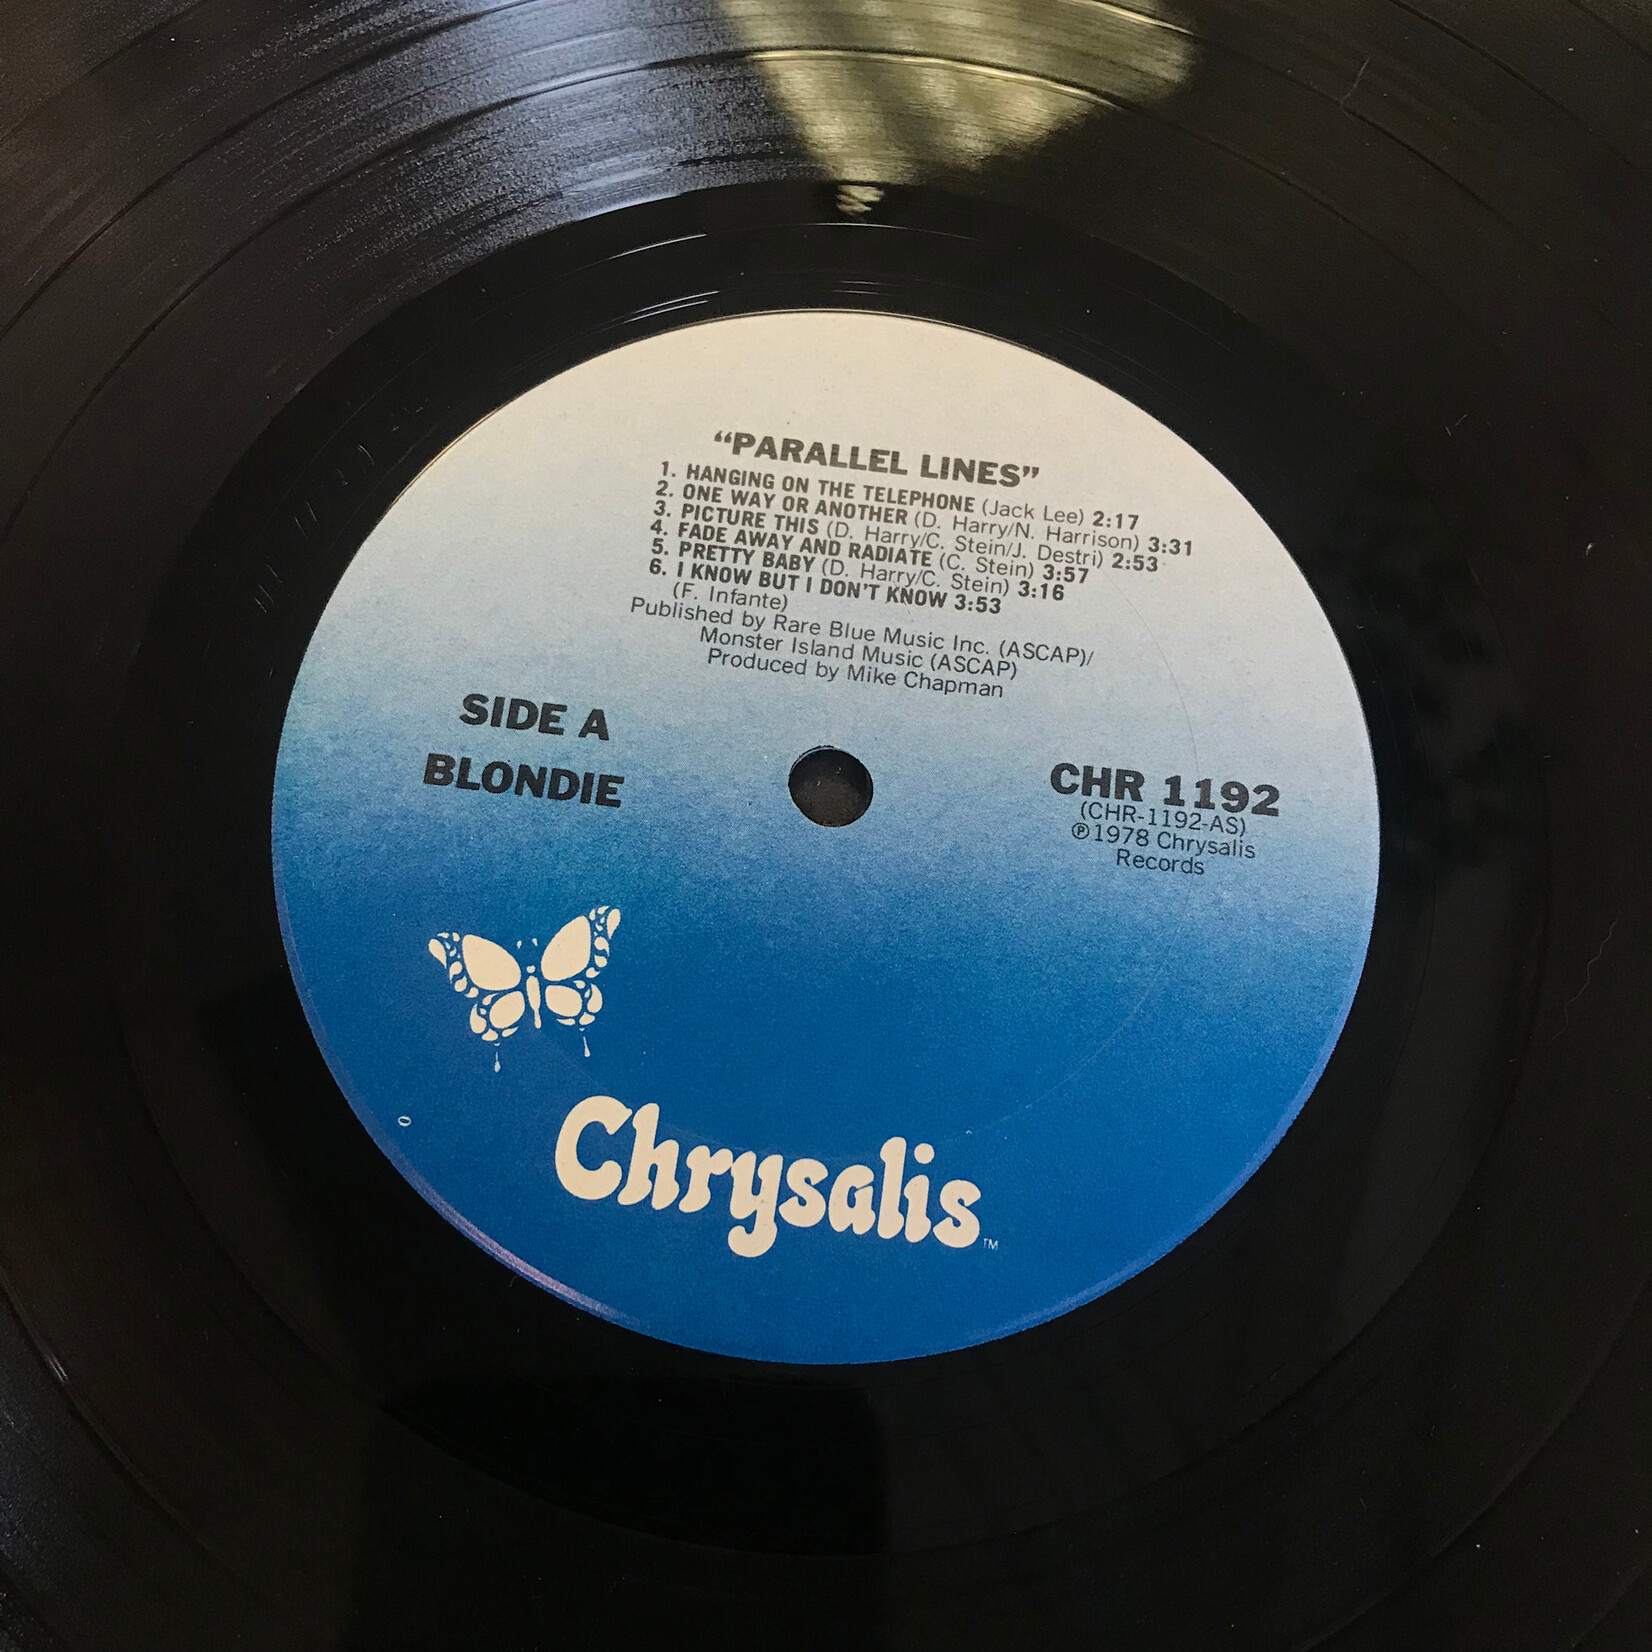 “PARALLEL LINES”
1. HANGING ON THE TELEPHONE (Jack Lee) 2:17
2. ONE WAY OR ANOTHER (D. Harry/N. Harrison) 3:31
3. PICTURE THIS (D. Harry/C. Stein/J. Destri) 2:53
4. FADE AWAY AND RADIATE (C. Stein) 3:57
5. PRETTY BABY (D. Harry/C. Stein) 3:16
6. I KNOW BUT I DON'T KNOW 3:53
(F. Infante)
Published by Rare Blue Music Inc. (ASCAP)/
Monster Island Music (ASCAP)
Produced by Mike Chapman
SIDE A
BLONDIE
CHR 1192
(CHR-1192-AS)
℗1978 Chrysalis
Records
0
Chrysalis™